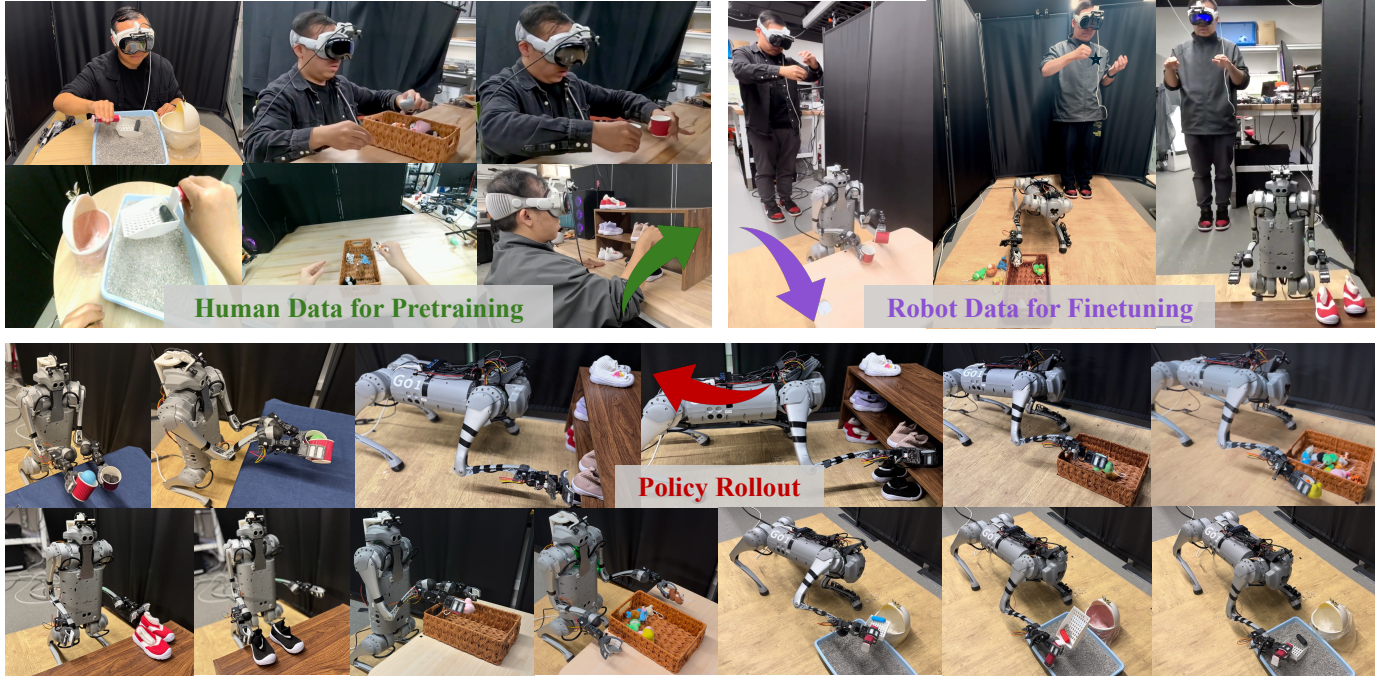 Human Data for Pretraining
Robot Data for Finetuning
Go1
Go1
Policy Rollout
Go1
Go1
Go1